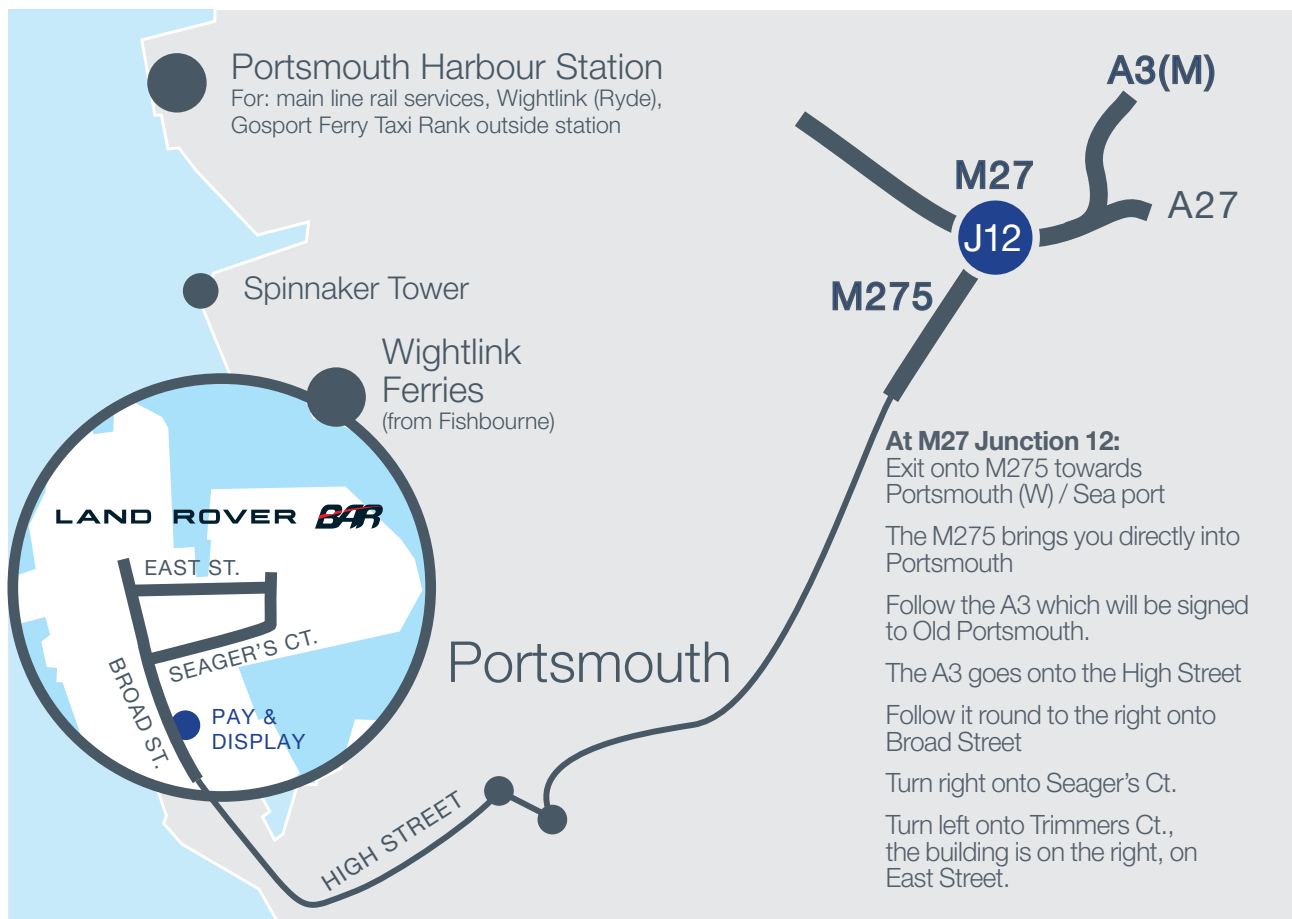 Portsmouth Harbour Station
For: main line rail services, Wightlink (Ryde),
Gosport Ferry Taxi Rank outside station
A3(M)
M27
A27
J12
M275
Spinnaker Tower
Wightlink
Ferries
(from Fishbourne)
LAND ROVER BAR
EAST ST.
SEAGER'S CT.
BROAD ST.
PAY &
DISPLAY
Portsmouth
HIGH STREET
At M27 Junction 12:
Exit onto M275 towards
Portsmouth (W) / Sea port
The M275 brings you directly into
Portsmouth
Follow the A3 which will be signed
to Old Portsmouth.
The A3 goes onto the High Street
Follow it round to the right onto
Broad Street
Turn right onto Seager's Ct.
Turn left onto Trimmers Ct.,
the building is on the right, on
East Street.